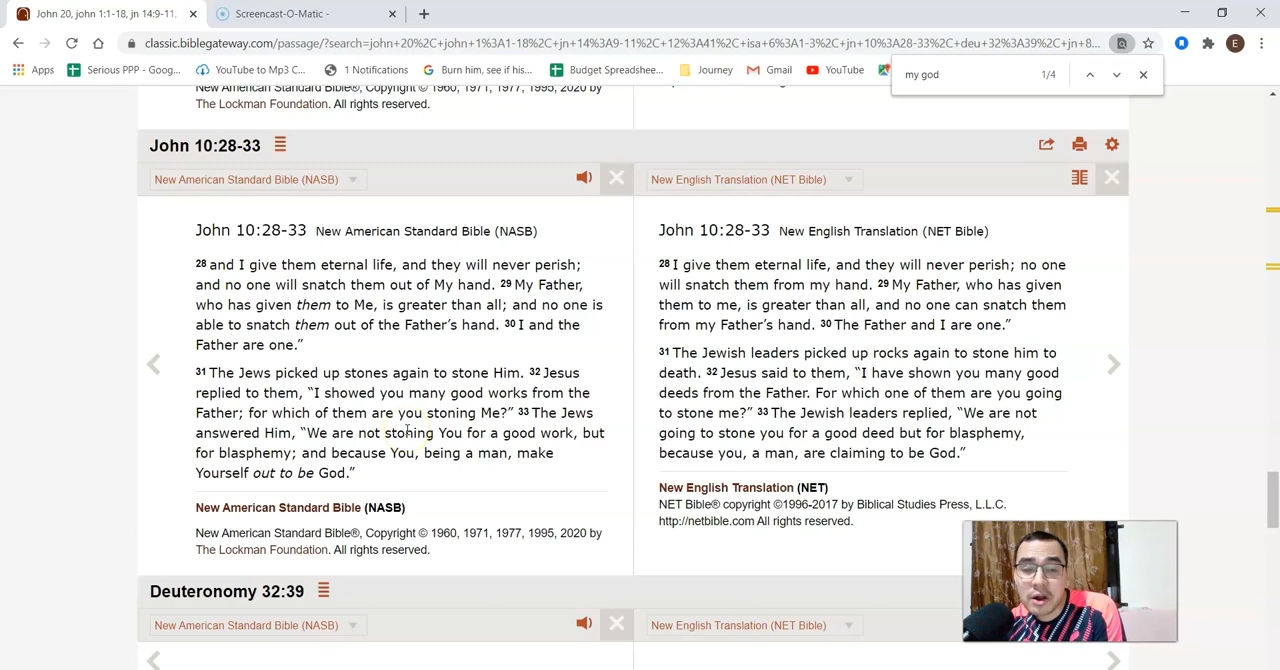 John 20, john 1:1-18, jn 14:9-11,
Screencast-O-Matic -
classic.biblegateway.com/passage/?search=john+20%2C+john+1%3A1-18%2C+jn+14%3A9-11%2C+12%3A41%2C+isa+6%3A1-3%2C+jn+10%3A28-33%2C+deu+32%3A39%2C+jn+8...
E
Apps
Serious PPP - Goog...
YouTube to Mp3 C...
1 Notifications
Burn him, see if his...
Budget Spreadshee...
Journey
Gmail
YouTube
my god
1/4
New American Standard Bible®, Copyright © 1960, 1971, 1977, 1995, 2020 by
The Lockman Foundation. All rights reserved.
John 10:28-33
New American Standard Bible (NASB)
New English Translation (NET Bible)
John 10:28-33 New American Standard Bible (NASB)
28 and I give them eternal life, and they will never perish;
and no one will snatch them out of My hand. 29 My Father,
who has given them to Me, is greater than all; and no one is
able to snatch them out of the Father's hand. 30 I and the
Father are one."
31 The Jews picked up stones again to stone Him. 32 Jesus
replied to them, "I showed you many good works from the
Father; for which of them are you stoning Me?" 33 The Jews
answered Him, "We are not stoning You for a good work, but
for blasphemy; and because You, being a man, make
Yourself out to be God."
New American Standard Bible (NASB)
New American Standard Bible®, Copyright © 1960, 1971, 1977, 1995, 2020 by
The Lockman Foundation. All rights reserved.
John 10:28-33 New English Translation (NET Bible)
28 I give them eternal life, and they will never perish; no one
will snatch them from my hand. 29 My Father, who has given
them to me, is greater than all, and no one can snatch them
from my Father's hand. 30 The Father and I are one."
31 The Jewish leaders picked up rocks again to stone him to
death. 32 Jesus said to them, "I have shown you many good
deeds from the Father. For which one of them are you going
to stone me?" 33 The Jewish leaders replied, "We are not
going to stone you for a good deed but for blasphemy,
because you, a man, are claiming to be God."
New English Translation (NET)
NET Bible® copyright ©1996-2017 by Biblical Studies Press, L.L.C.
http://netbible.com All rights reserved.
Deuteronomy 32:39
New American Standard Bible (NASB)
New English Translation (NET Bible)